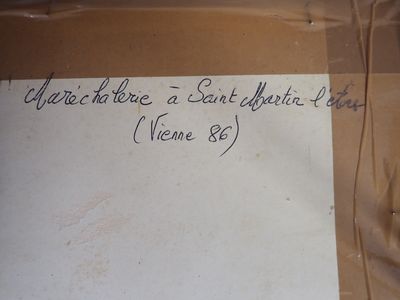 Maréchalerie à Saint Martin l'Ars
(Vienne 86)